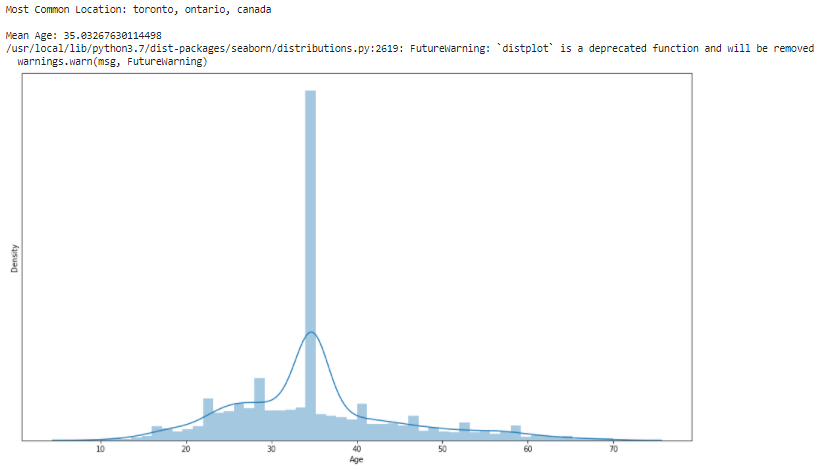 Most Common Location: toronto, ontario, canada
Mean Age: 35.03267630114498
/usr/local/lib/python3.7/dist-packages/seaborn/distributions.py:2619: FutureWarning: `distplot` is a deprecated function and will be removed
warnings.warn(msg, FutureWarning)
Density
10 20 30 40 50 60 70
Age